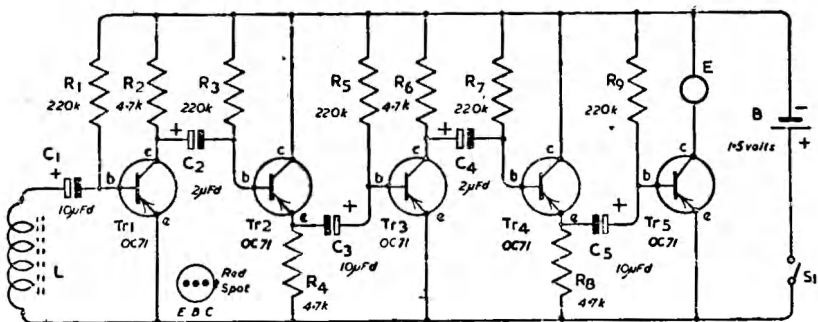 R1
220k
R2
4.7k
R3
220k
R5
220k
R6
4.7k
R7
220k
R9
220k
E
B
-
+
1·5 volts
C1
+
10μFd
b
c
e
Tr1
OC71
+
C2
2μFd
b
c
e
Tr2
OC71
R4
4.7k
C3
+
10μFd
b
c
e
Tr3
OC71
+
C4
2μFd
b
c
e
Tr4
OC71
R8
4.7k
C5
+
10μFd
b
c
e
Tr5
OC71
S1
L
Red
Spot
E B C